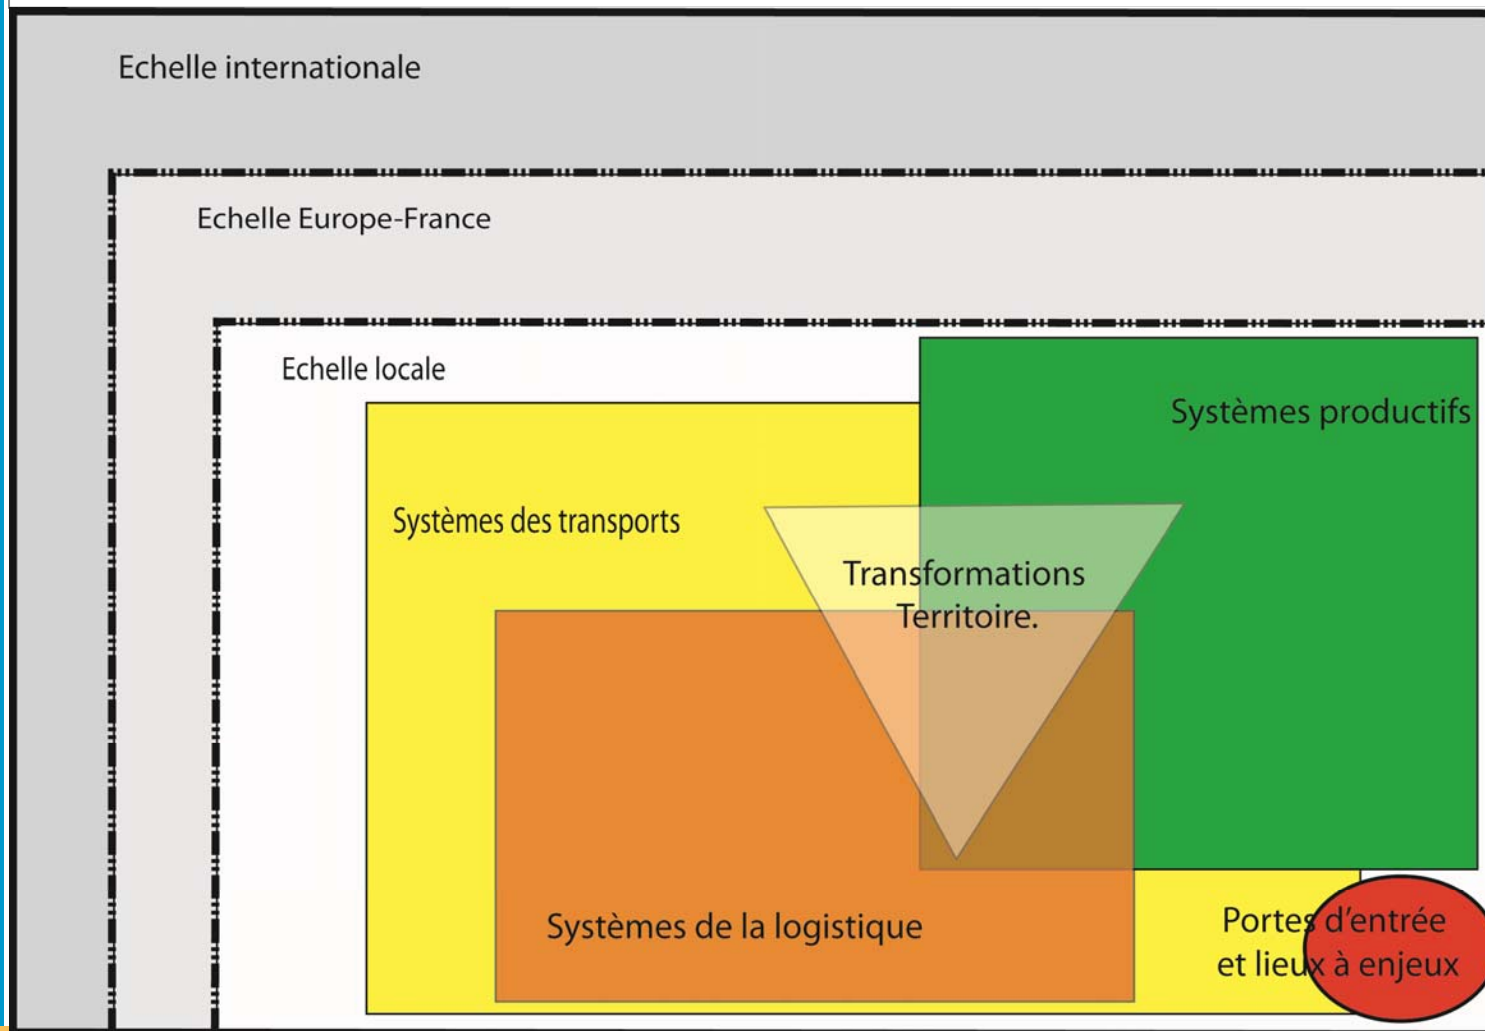 Echelle internationale
Echelle Europe-France
Echelle locale
Systèmes productifs
Systèmes des transports
Transformations
Territoire.
Systèmes de la logistique
Portes d'entrée
et lieux à enjeux